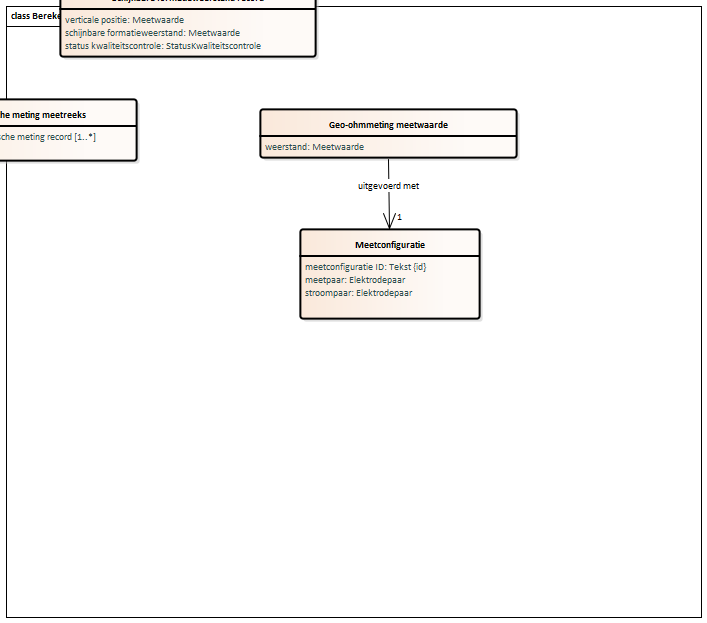 class Bereke
verticale positie: Meetwaarde
schijnbare formatieweerstand: Meetwaarde
status kwaliteitscontrole: StatusKwaliteitscontrole
he meting meetreeks
sche meting record [1..*]
Geo-ohmmeting meetwaarde
weerstand: Meetwaarde
uitgevoerd met
1
Meetconfiguratie
meetconfiguratie ID: Tekst {id}
meetpaar: Elektrodepaar
stroompaar: Elektrodepaar